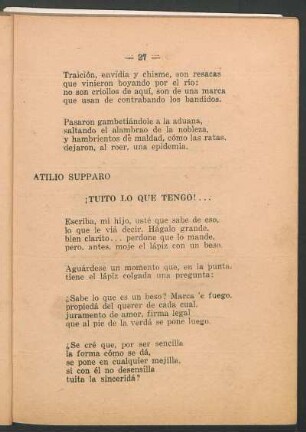 — 27 —
Traición, envidia y chisme, son resacas
que vinieron boyando por el río;
no son criollos de aquí, son de una marca
que usan de contrabando los bandidos.
Pasaron gambetiándole a la aduana,
saltando el alambrao de la nobleza,
y hambrientos de maldad, cómo las ratas,
dejaron, al roer, una epidemia.
ATILIO SUPPARO
¡TUITO LO QUE TENGO!...
Escriba, mi hijo, usté que sabe de eso,
lo que le viá decir. Hágalo grande,
bien clarito... perdone que lo mande,
pero, antes, moje el lápiz con un beso.
Aguárdese un momento que, en la punta,
tiene el lápiz colgada una pregunta:
¿Sabe lo que es un beso? Marca 'e fuego,
propiedá del querer de cada cual,
juramento de amor, firma legal
que al pie de la verdá se pone luego.
¿Se cré que, por ser sencilla
la forma cómo se dá,
se pone en cualquier mejilla,
si con él no desenvilla
tuita la sinceridá?